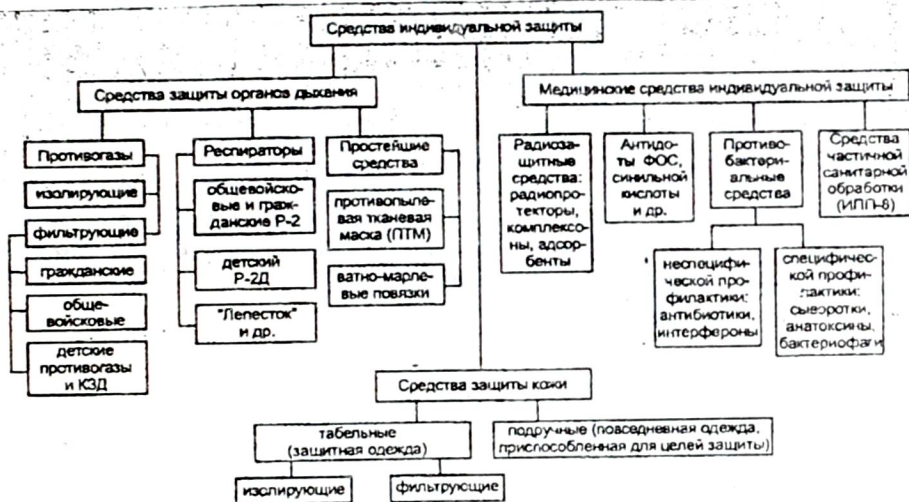 Средства индивидуальной защиты
Средства защиты органов дыхания
Медицинские средства индивидуальной защиты
Противогазы
изолирующие
фильтрующие
гражданские
обще-
войсковые
детские
противогазы
и КЗД
Респираторы
общевойско-
вые и граж-
данские Р-2
детский
Р-2Д
"Лепесток" и
др.
Простейшие
средства
противопыле-
вая тканевая
маска (ПТМ)
ватно-марле-
вые повязки
Радиоза-
щитные
средства:
радиопро-
текторы,
комплексо-
ны, адсор-
бенты
Антидо-
ты ФОС,
синильной
кислоты
и др.
Противо-
бактери-
альные
средства
Средства
частичной
санитарной
обработки
(ИПП-8)
неспецифи-
ческой про-
филактики:
антибиотики,
интерфероны
специфиче-
ской профи-
лактики:
сыворотки,
анатоксины,
бактериофаги
Средства защиты кожи
табельные
(защитная одежда)
подручные (повседневная одежда,
приспособленная для целей защиты)
изолирующие
фильтрующие